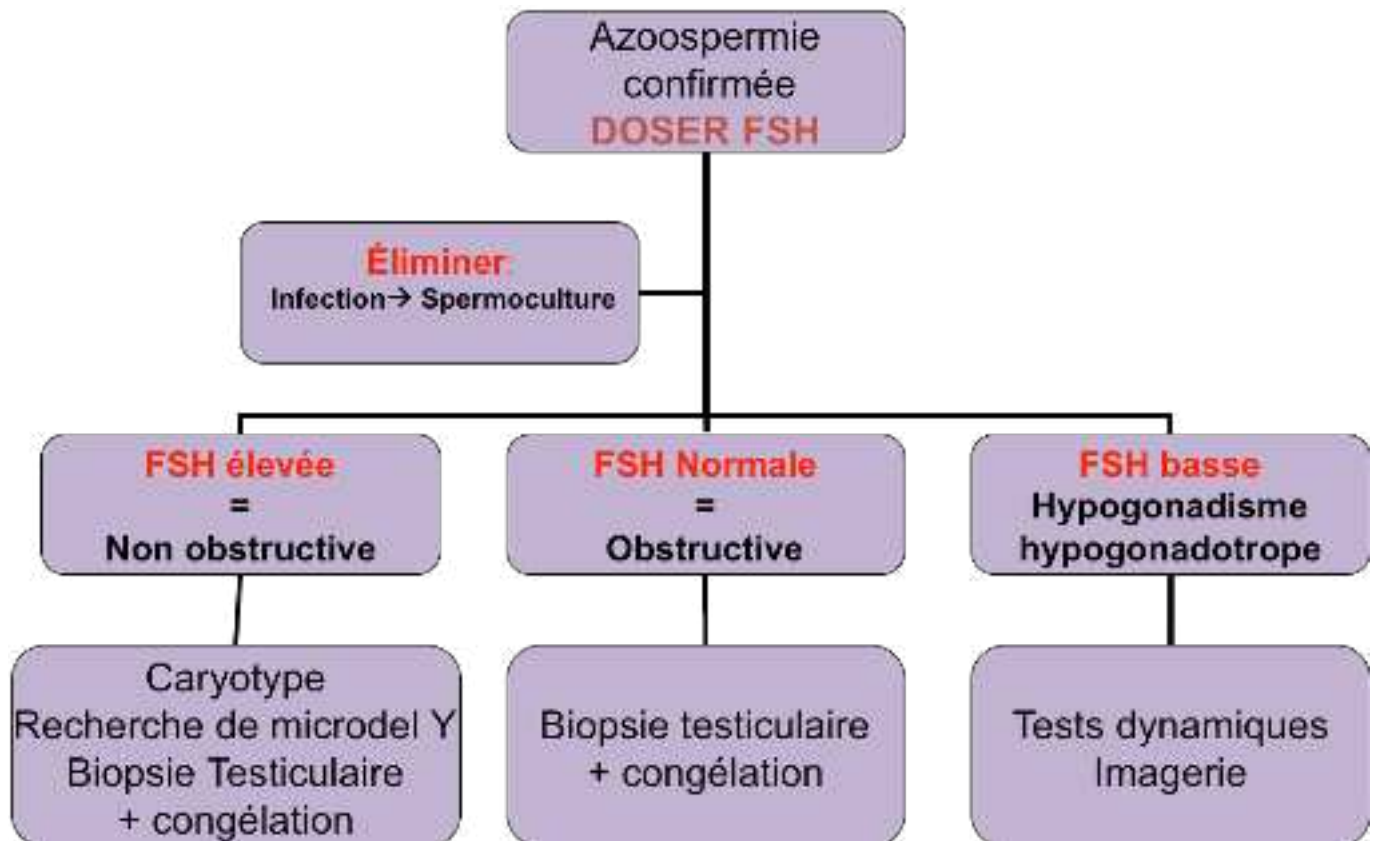 Azoospermie
confirmée
DOSER FSH
Éliminer:
Infection→ Spermoculture
FSH élevée
=
Non obstructive
FSH Normale
=
Obstructive
FSH basse
Hypogonadisme
hypogonadotrope
Caryotype
Recherche de microdel Y
Biopsie Testiculaire
+ congélation
Biopsie testiculaire
+ congélation
Tests dynamiques
Imagerie